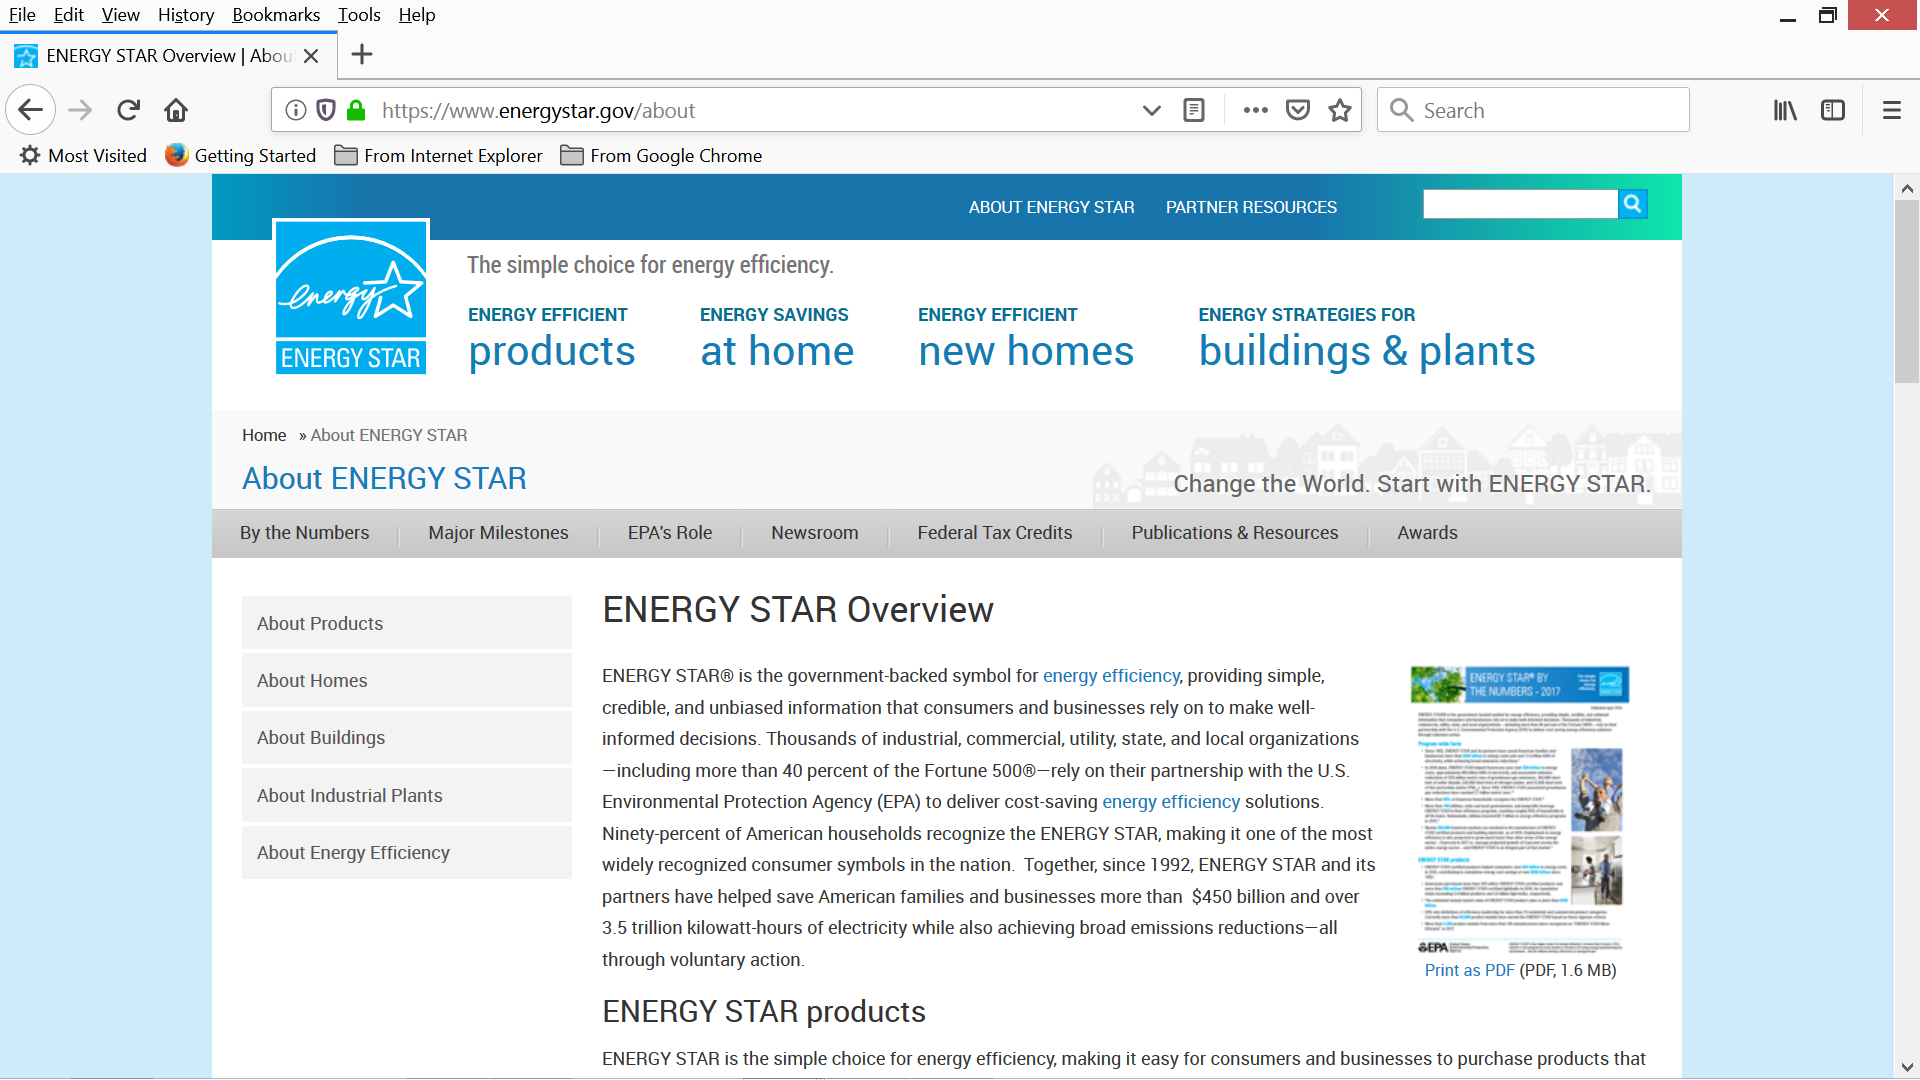 File Edit View History Bookmarks Tools Help
ENERGY STAR Overview | Abou
https://www.energystar.gov/about
Search
Most Visited Getting Started From Internet Explorer From Google Chrome
ABOUT ENERGY STAR PARTNER RESOURCES
energy
ENERGY STAR
The simple choice for energy efficiency.
ENERGY EFFICIENT
products
ENERGY SAVINGS
at home
ENERGY EFFICIENT
new homes
ENERGY STRATEGIES FOR
buildings & plants
Home » About ENERGY STAR
About ENERGY STAR
Change the World. Start with ENERGY STAR.
By the Numbers Major Milestones EPA's Role Newsroom Federal Tax Credits Publications & Resources Awards
About Products
About Homes
About Buildings
About Industrial Plants
About Energy Efficiency
ENERGY STAR Overview
ENERGY STAR® is the government-backed symbol for energy efficiency, providing simple,
credible, and unbiased information that consumers and businesses rely on to make well-
informed decisions. Thousands of industrial, commercial, utility, state, and local organizations
—including more than 40 percent of the Fortune 500®—rely on their partnership with the U.S.
Environmental Protection Agency (EPA) to deliver cost-saving energy efficiency solutions.
Ninety-percent of American households recognize the ENERGY STAR, making it one of the most
widely recognized consumer symbols in the nation.  Together, since 1992, ENERGY STAR and its
partners have helped save American families and businesses more than  $450 billion and over
3.5 trillion kilowatt-hours of electricity while also achieving broad emissions reductions—all
through voluntary action.
ENERGY STAR® BY
THE NUMBERS - 2017
Program-wide facts
ENERGY STAR products
EPA
Print as PDF (PDF, 1.6 MB)
ENERGY STAR products
ENERGY STAR is the simple choice for energy efficiency, making it easy for consumers and businesses to purchase products that